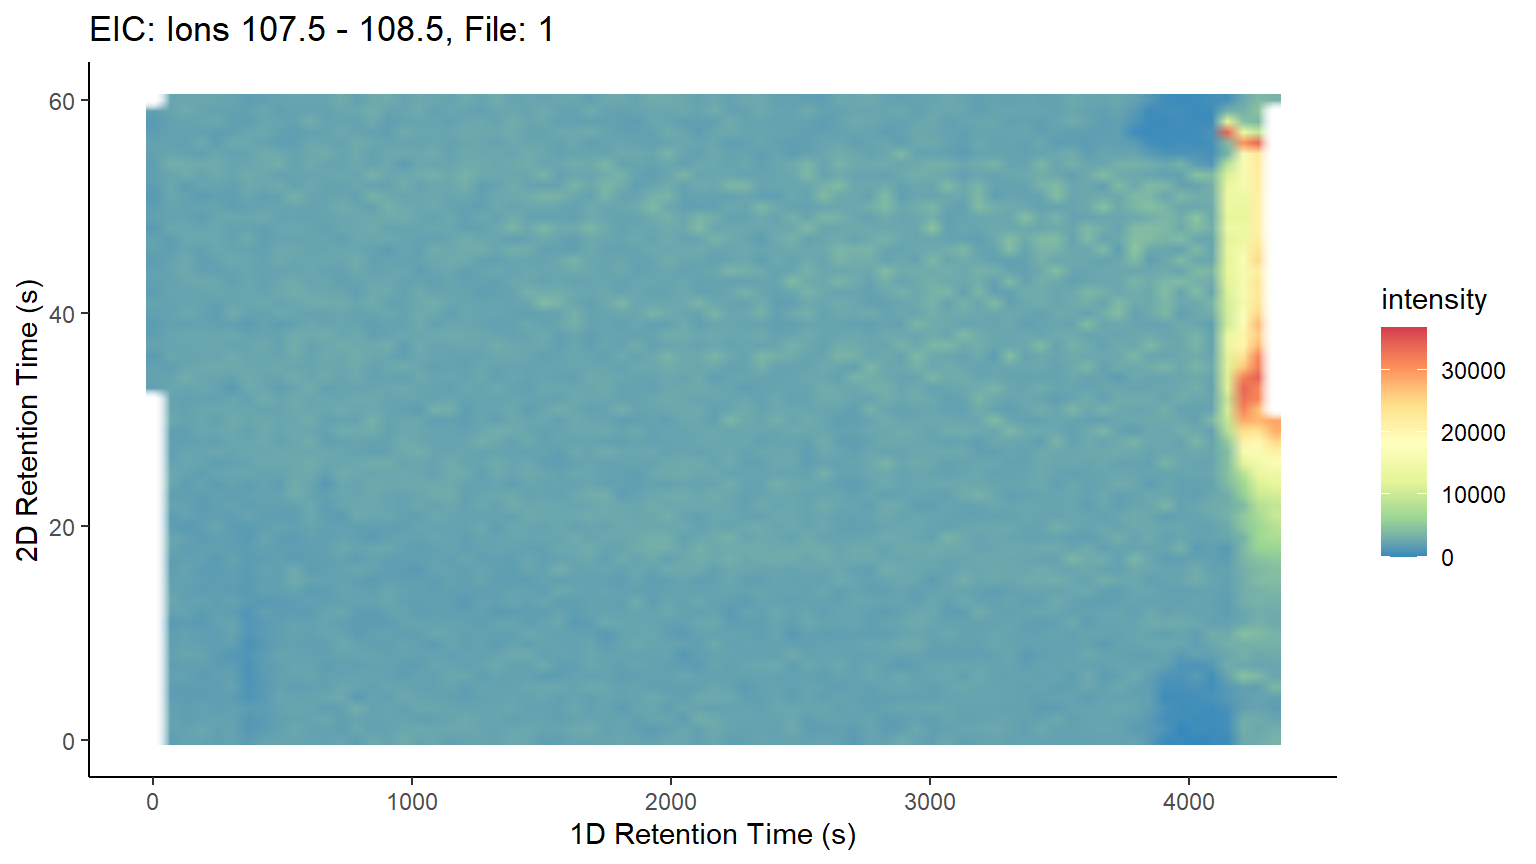 EIC: Ions 107.5 - 108.5, File: 1
2D Retention Time (s)
60
40
20
0
0 1000 2000 3000 4000
1D Retention Time (s)
intensity
30000
20000
10000
0